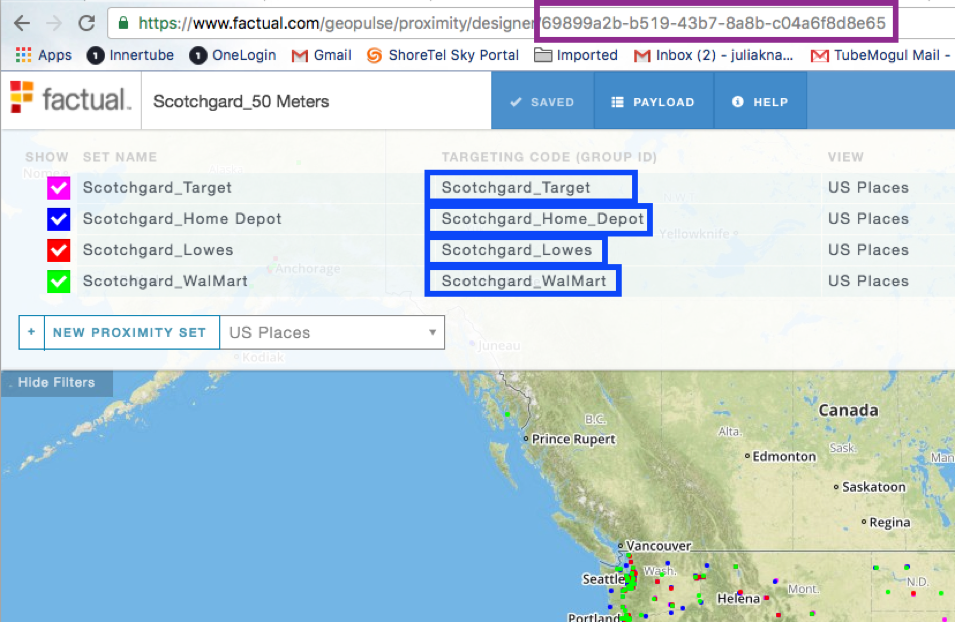 https://www.factual.com/geopulse/proximity/designer/69899a2b-b519-43b7-8a8b-c04a6f8d8e65
Apps Innertube OneLogin Gmail ShoreTel Sky Portal Imported Inbox (2) - juliakna... TubeMogul Mail -
factual. Scotchgard_50 Meters SAVED PAYLOAD HELP
SHOW SET NAME TARGETING CODE (GROUP ID) VIEW
Nome
Scotchgard_Target Scotchgard_Target US Places
Scotchgard_Home Depot Scotchgard_Home_Depot US Places
Yellowknife
Scotchgard_Lowes Scotchgard_Lowes US Places
Anchorage
Scotchgard_WalMart Scotchgard_WalMart US Places
+ NEW PROXIMITY SET US Places
Juneau
Kodiak
Hide Filters
Canada
B.C.
Alta.
Prince Rupert
Sask.
Edmonton
Man
Saskatoon
Regina
Vancouver
Seattle Wash.
N.D.
Mont.
Helena
Portland